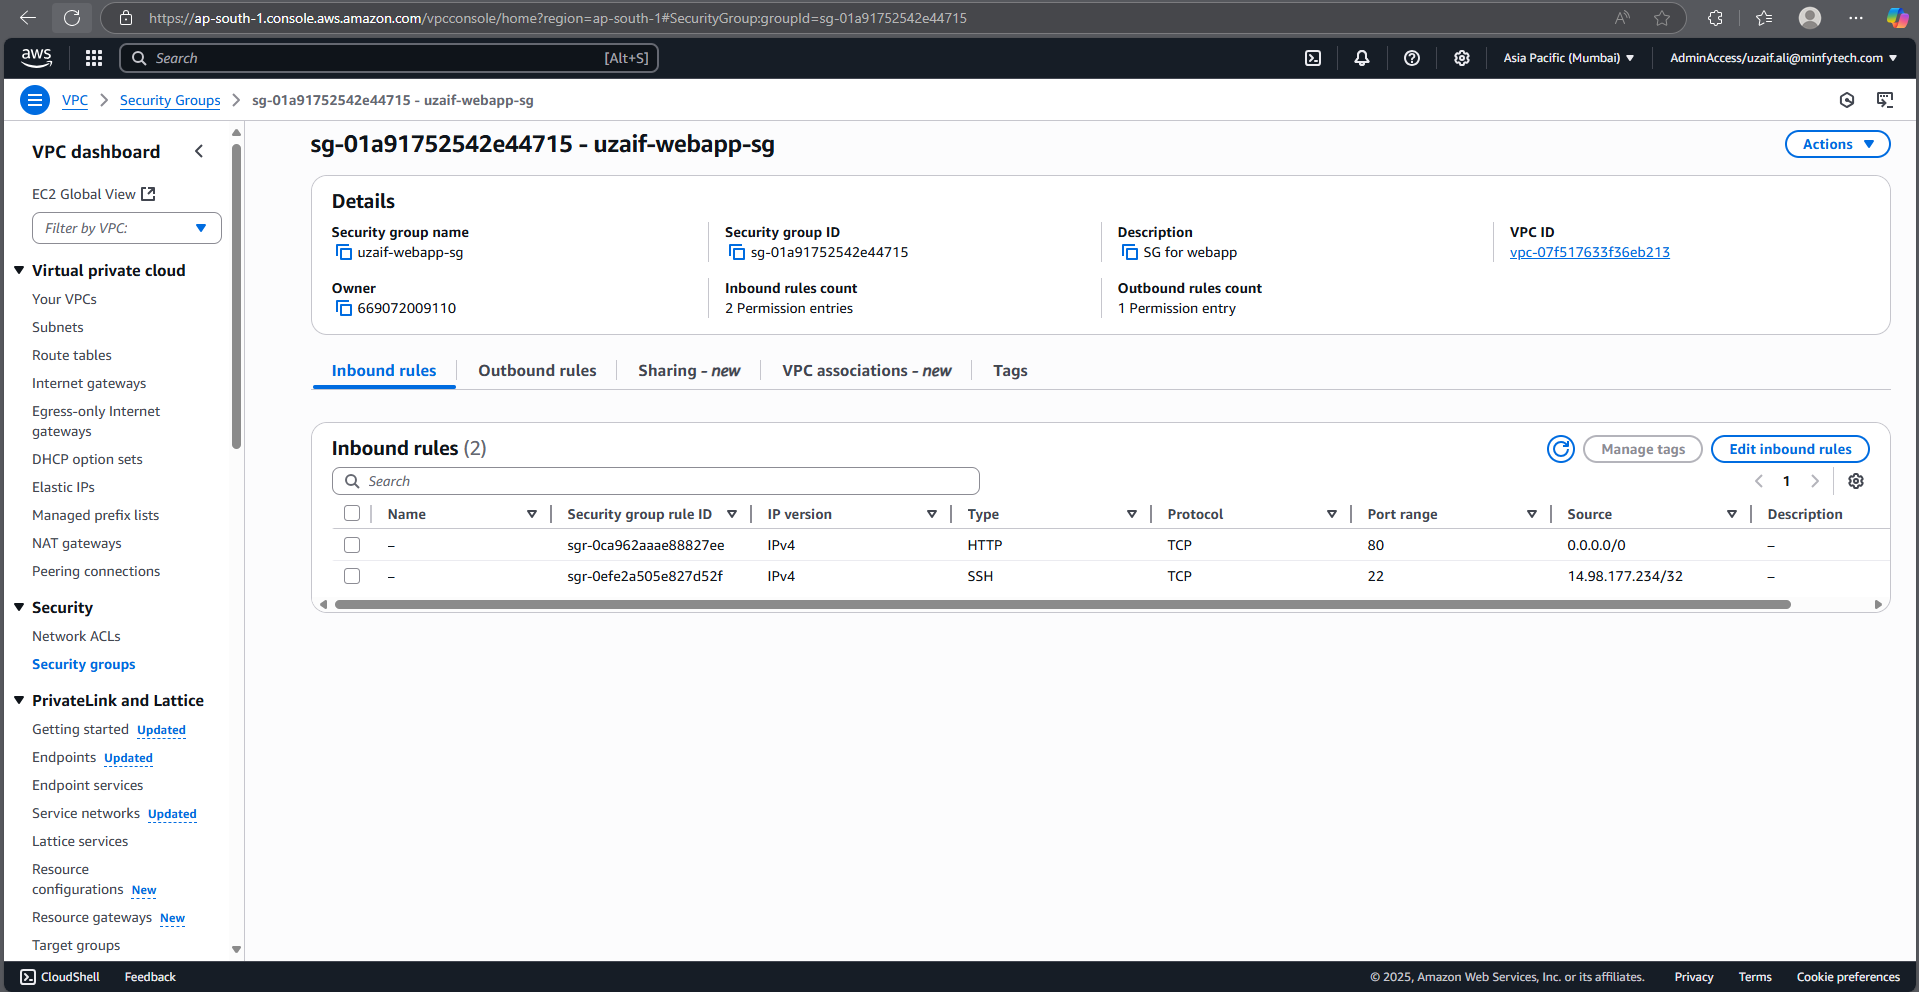 https://ap-south-1.console.aws.amazon.com/vpcconsole/home?region=ap-south-1#SecurityGroup:groupId=sg-01a91752542e44715
aws
Search [Alt+S]
Asia Pacific (Mumbai)
AdminAccess/uzaif.ali@minfytech.com
VPC > Security Groups > sg-01a91752542e44715 - uzaif-webapp-sg
VPC dashboard
EC2 Global View
Filter by VPC:
Virtual private cloud
Your VPCs
Subnets
Route tables
Internet gateways
Egress-only Internet
gateways
DHCP option sets
Elastic IPs
Managed prefix lists
NAT gateways
Peering connections
Security
Network ACLs
Security groups
PrivateLink and Lattice
Getting started Updated
Endpoints Updated
Endpoint services
Service networks Updated
Lattice services
Resource
configurations New
Resource gateways New
Target groups
sg-01a91752542e44715 - uzaif-webapp-sg
Actions
Details
Security group name
uzaif-webapp-sg
Security group ID
sg-01a91752542e44715
Description
SG for webapp
VPC ID
vpc-07f517633f36eb213
Owner
669072009110
Inbound rules count
2 Permission entries
Outbound rules count
1 Permission entry
Inbound rules
Outbound rules
Sharing - new
VPC associations - new
Tags
Inbound rules (2)
Manage tags
Edit inbound rules
Search
1
Name Security group rule ID IP version Type Protocol Port range Source Description
– sgr-0ca962aaae88827ee IPv4 HTTP TCP 80 0.0.0.0/0 –
– sgr-0efe2a505e827d52f IPv4 SSH TCP 22 14.98.177.234/32 –
CloudShell Feedback
© 2025, Amazon Web Services, Inc. or its affiliates. Privacy Terms Cookie preferences